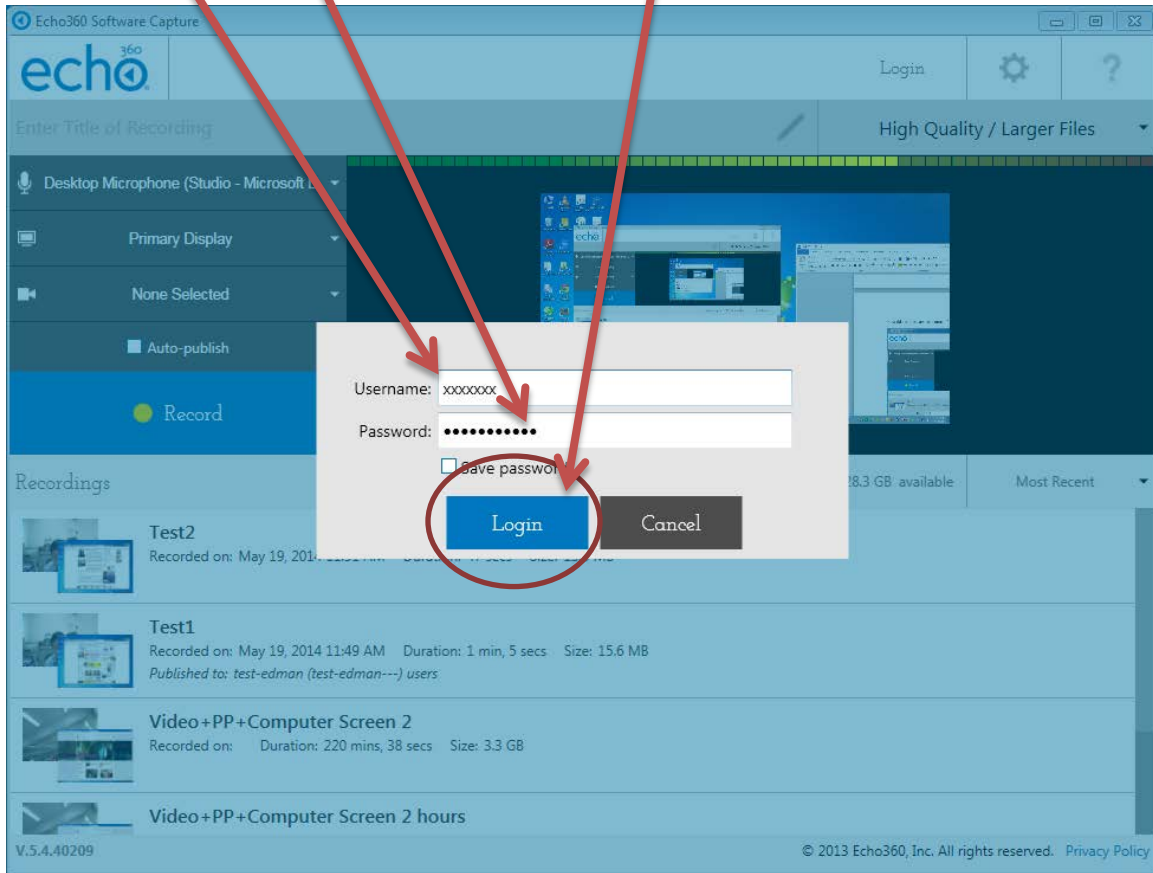 Echo360 Software Capture
echo 360
Login
?
Enter Title of Recording
High Quality / Larger Files
Desktop Microphone (Studio - Microsoft
Primary Display
None Selected
Auto-publish
Record
Username: xxxxxxx
Password: •••••••••••
Save password
Login Cancel
Recordings
8.3 GB available
Most Recent
Test2
Recorded on: May 19, 2014
Test1
Recorded on: May 19, 2014 11:49 AM Duration: 1 min, 5 secs Size: 15.6 MB
Published to: test-edman (test-edman---) users
Video+PP+Computer Screen 2
Recorded on: Duration: 220 mins, 38 secs Size: 3.3 GB
Video+PP+Computer Screen 2 hours
V.5.4.40209
© 2013 Echo360, Inc. All rights reserved. Privacy Policy